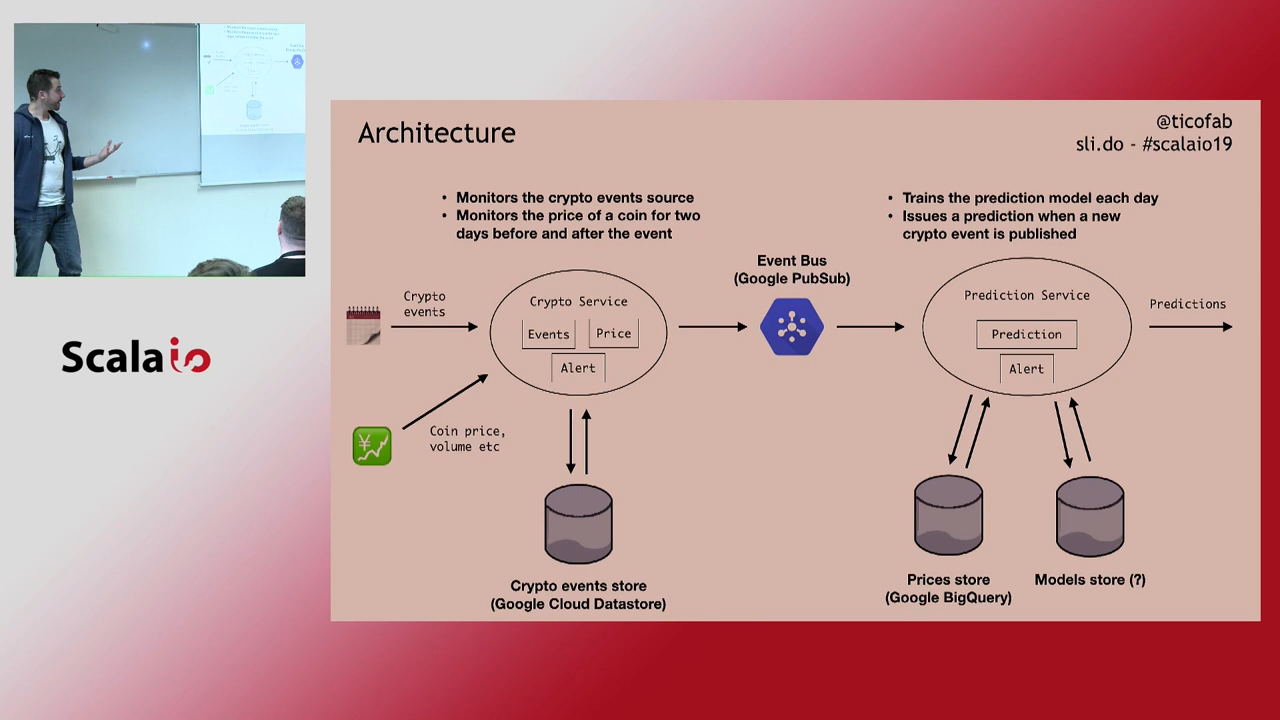 Architecture
@ticofab
sli.do - #scalaio19
• Monitors the crypto events source
• Monitors the price of a coin for two
days before and after the event
• Trains the prediction model each day
• Issues a prediction when a new
crypto event is published
Event Bus
(Google PubSub)
Crypto
events
Crypto Service
Events
Price
Alert
Prediction Service
Prediction
Alert
Predictions
Coin price,
volume etc
Scalaio
Crypto events store
(Google Cloud Datastore)
Prices store
(Google BigQuery)
Models store (?)